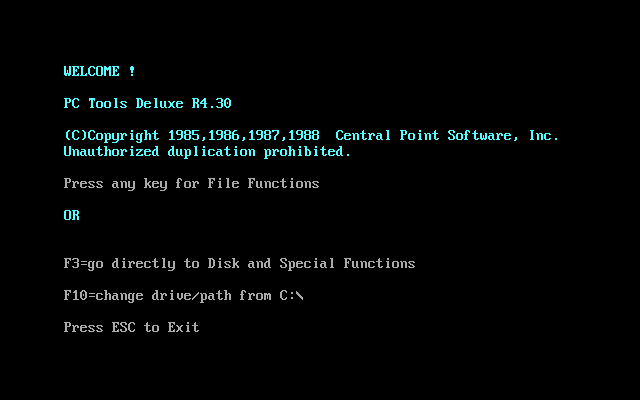 WELCOME !
PC Tools Deluxe R4.30
(C)Copyright 1985,1986,1987,1988  Central Point Software, Inc.
Unauthorized duplication prohibited.
Press any key for File Functions
OR
F3=go directly to Disk and Special Functions
F10=change drive/path from C:\
Press ESC to Exit